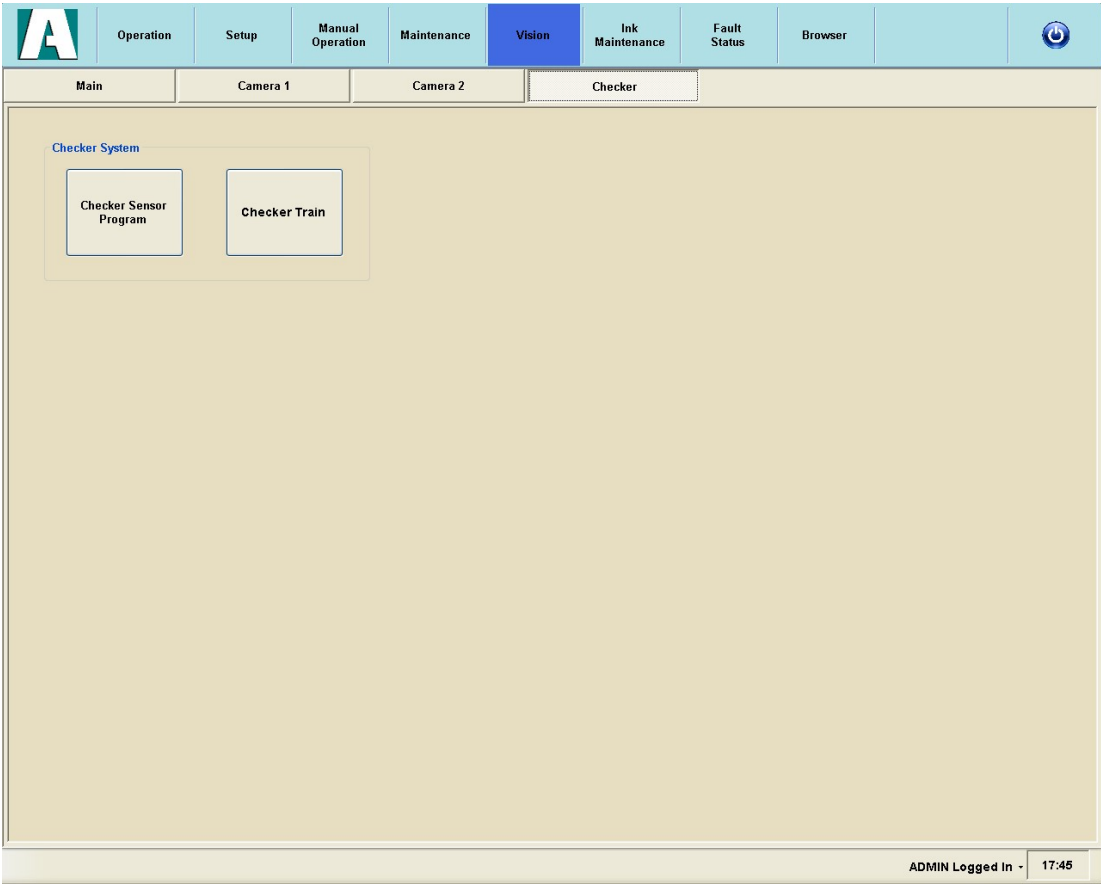 A
Operation
Setup
Manual
Operation
Maintenance
Vision
Ink
Maintenance
Fault
Status
Browser
Main
Camera 1
Camera 2
Checker
Checker System
Checker Sensor
Program
Checker Train
ADMIN Logged In -
17:45